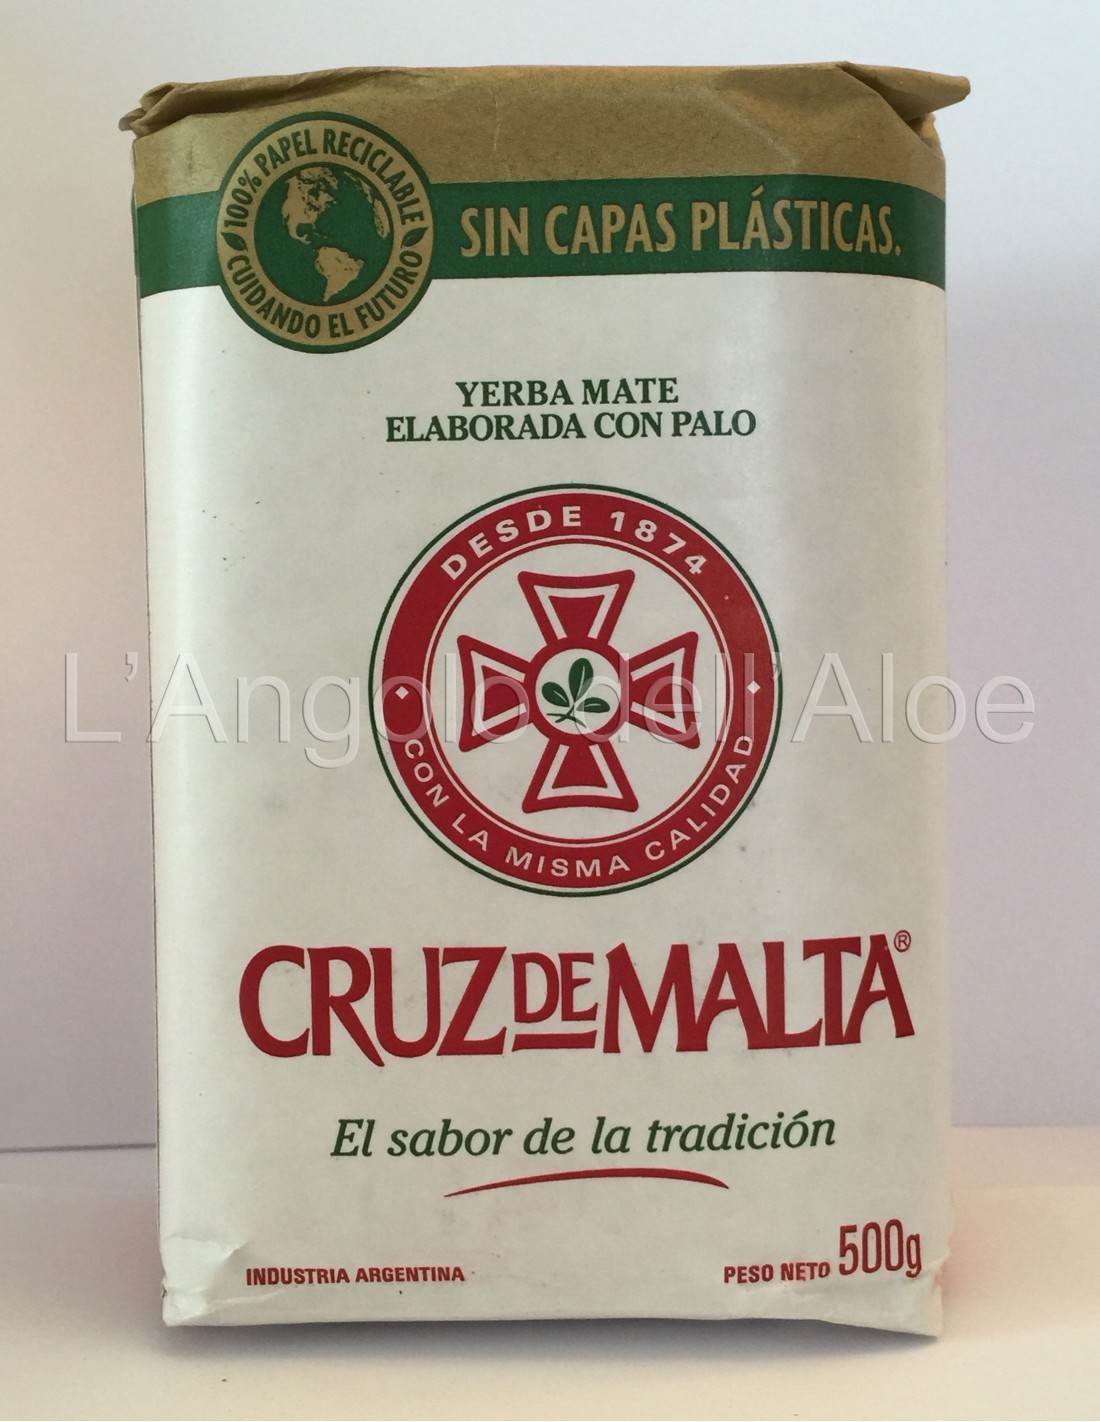 100% PAPEL RECICLABLE
CUIDANDO EL FUTURO
SIN CAPAS PLÁSTICAS.
YERBA MATE
ELABORADA CON PALO
DESDE 1874
CON LA MISMA CALIDAD
L'Angolo dell'Aloe
CRUZ DE MALTA®
El sabor de la tradición
INDUSTRIA ARGENTINA
PESO NETO 500g